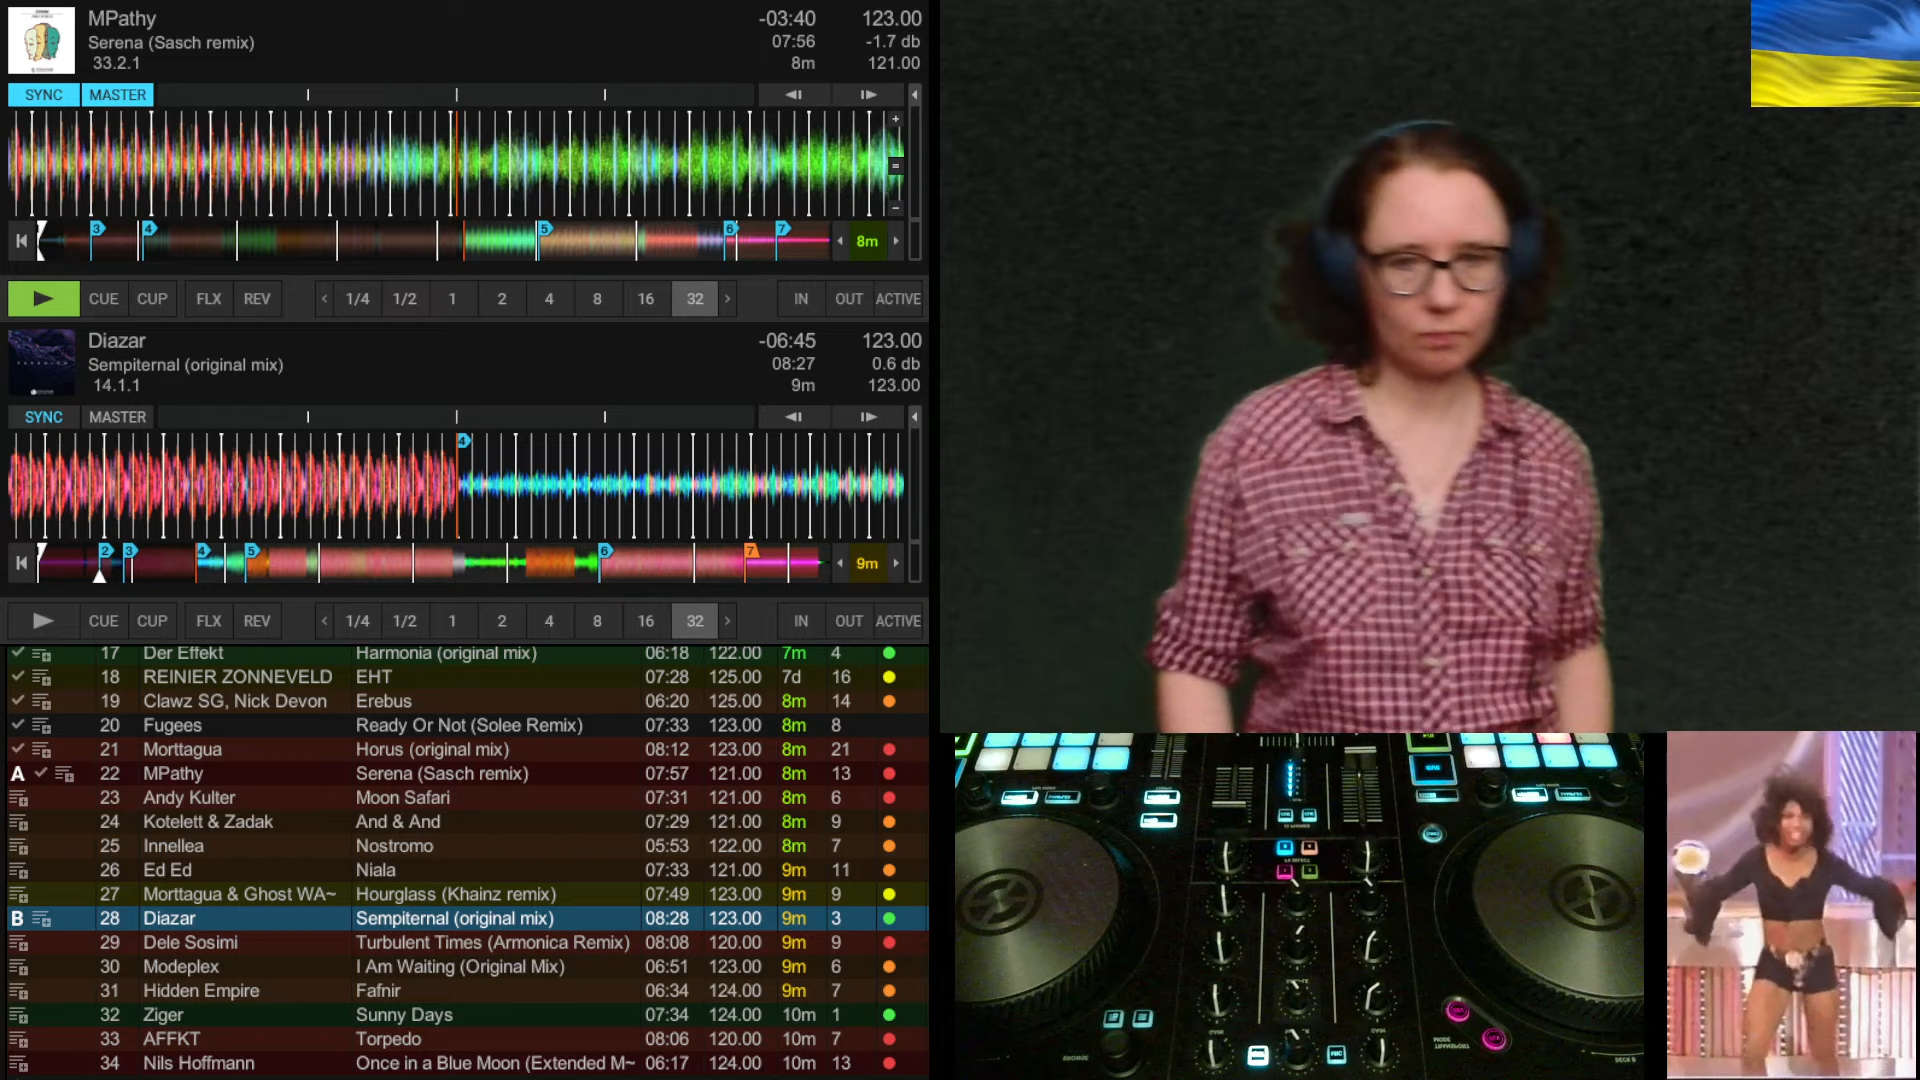 MPathy -03:40 123.00
Serena (Sasch remix) 07:56 -1.7 db
33.2.1 8m 121.00
SYNC MASTER
3 4 5 6 7 8m
CUE CUP FLX REV 1/4 1/2 1 2 4 8 16 32 IN OUT ACTIVE
Diazar -06:45 123.00
Sempiternal (original mix) 08:27 0.6 db
14.1.1 9m 123.00
SYNC MASTER
4
2 3 4 5 6 7 9m
CUE CUP FLX REV 1/4 1/2 1 2 4 8 16 32 IN OUT ACTIVE
17 Der Effekt Harmonia (original mix) 06:18 122.00 7m 4
18 REINIER ZONNEVELD EHT 07:28 125.00 7d 16
19 Clawz SG, Nick Devon Erebus 06:20 125.00 8m 14
20 Fugees Ready Or Not (Solee Remix) 07:33 123.00 8m 8
21 Morttagua Horus (original mix) 08:12 123.00 8m 21
A 22 MPathy Serena (Sasch remix) 07:57 121.00 8m 13
23 Andy Kulter Moon Safari 07:31 121.00 8m 6
24 Kotelett & Zadak And & And 07:29 121.00 8m 9
25 Innellea Nostromo 05:53 122.00 8m 7
26 Ed Ed Niala 07:33 121.00 9m 11
27 Morttagua & Ghost WA~ Hourglass (Khainz remix) 07:49 123.00 9m 9
B 28 Diazar Sempiternal (original mix) 08:28 123.00 9m 3
29 Dele Sosimi Turbulent Times (Armonica Remix) 08:08 120.00 9m 9
30 Modeplex I Am Waiting (Original Mix) 06:51 123.00 9m 6
31 Hidden Empire Fafnir 06:34 124.00 9m 7
32 Ziger Sunny Days 07:34 124.00 10m 1
33 AFFKT Torpedo 08:06 120.00 10m 7
34 Nils Hoffmann Once in a Blue Moon (Extended M~ 06:17 124.00 10m 13